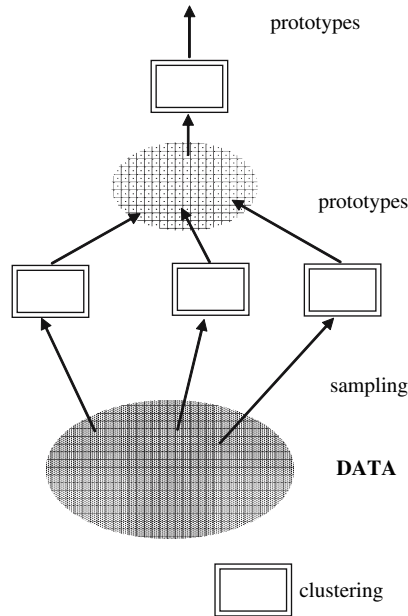 prototypes
prototypes
sampling
DATA
clustering